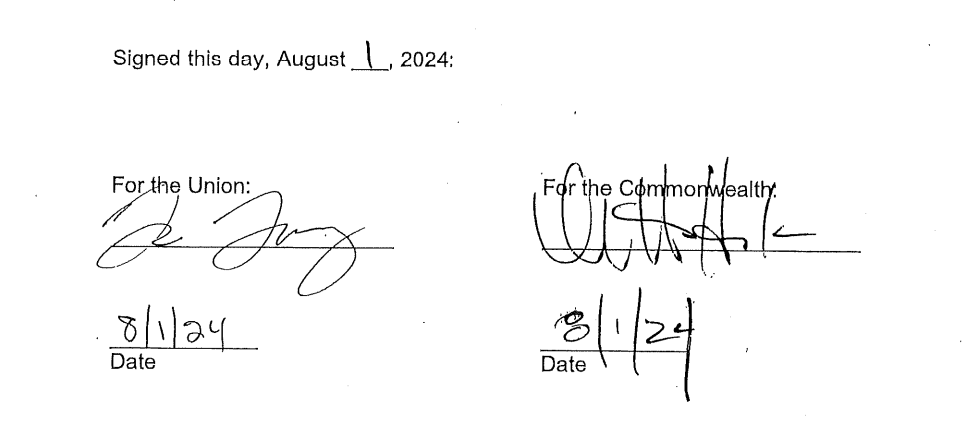 Signed this day, August 1, 2024:
For the Union:
For the Commonwealth:
8/1/24
8/1/24
Date
Date